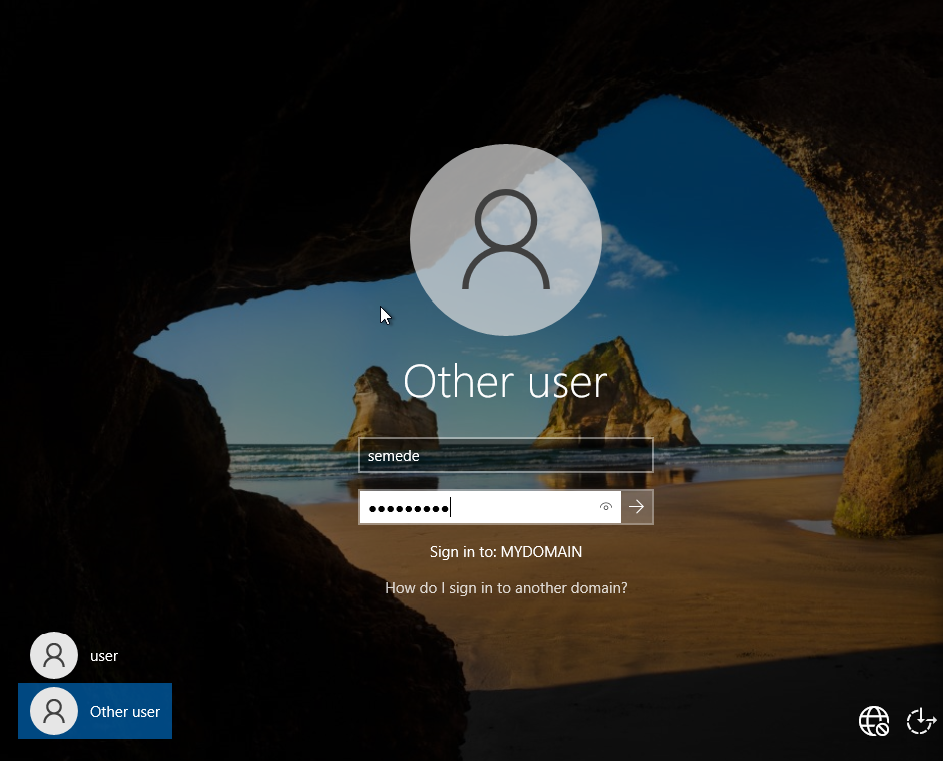 Other user
semede
Sign in to: MYDOMAIN
How do I sign in to another domain?
user
Other user